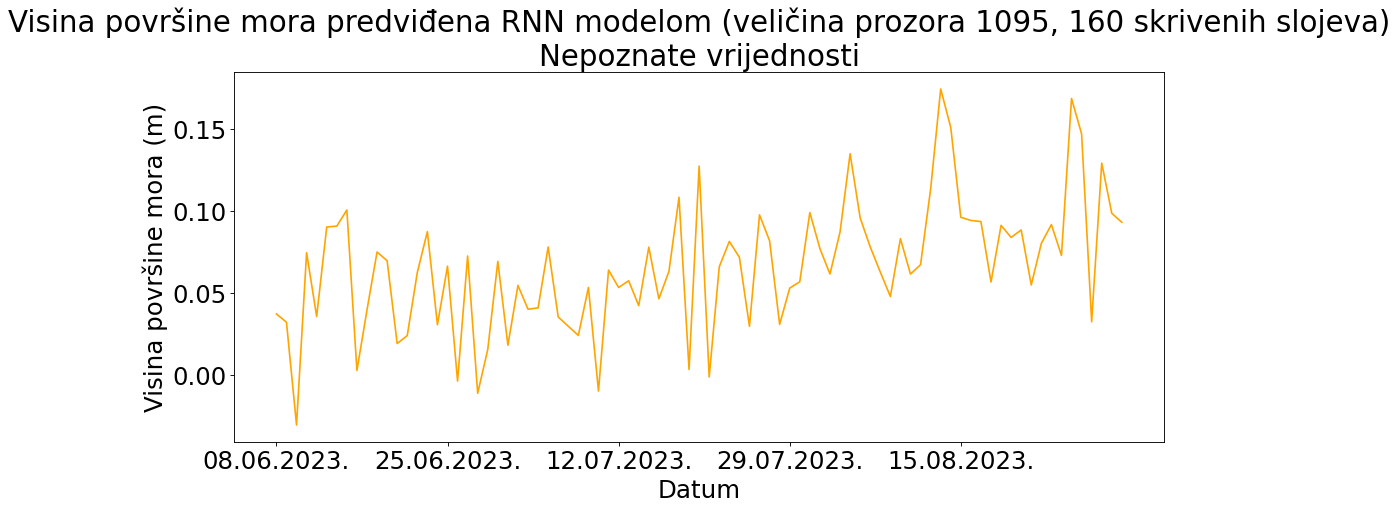 Visina površine mora predviđena RNN modelom (veličina prozora 1095, 160 skrivenih slojeva)
Nepoznate vrijednosti
Visina površine mora (m)
0.15
0.10
0.05
0.00
08.06.2023. 25.06.2023. 12.07.2023. 29.07.2023. 15.08.2023.
Datum